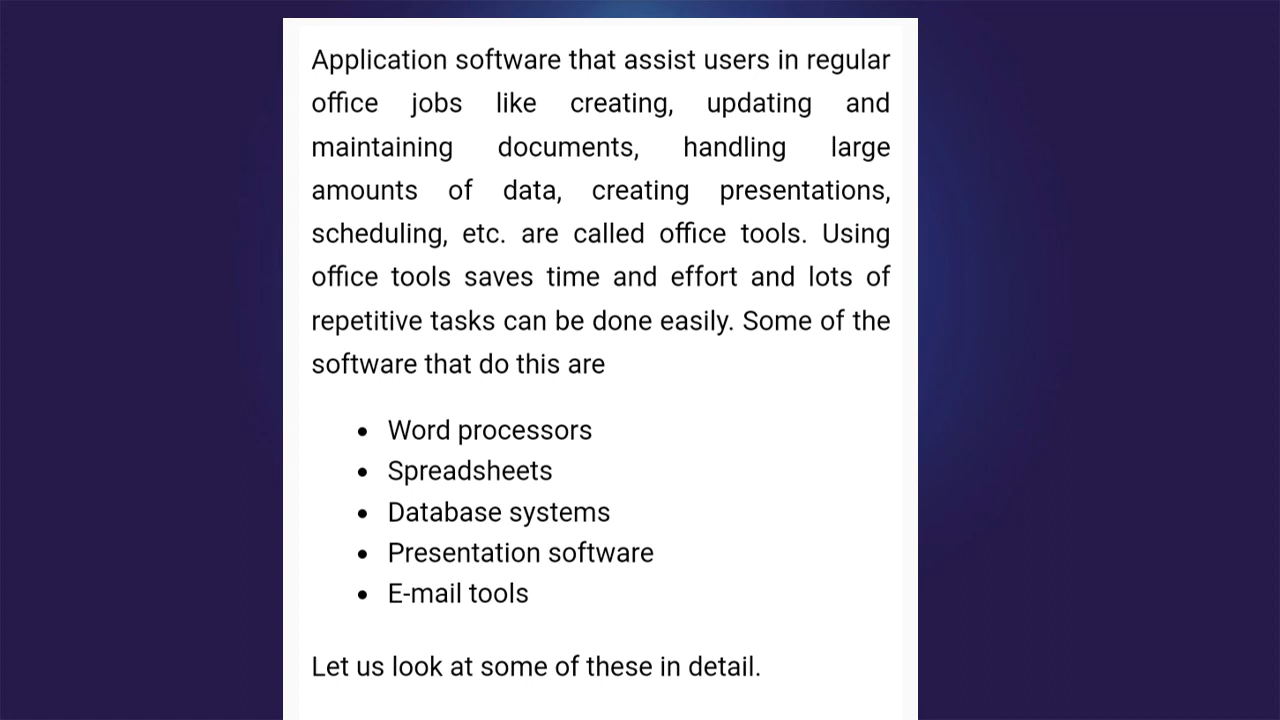 Application software that assist users in regular
office jobs like creating, updating and
maintaining documents, handling large
amounts of data, creating presentations,
scheduling, etc. are called office tools. Using
office tools saves time and effort and lots of
repetitive tasks can be done easily. Some of the
software that do this are
• Word processors
• Spreadsheets
• Database systems
• Presentation software
• E-mail tools
Let us look at some of these in detail.